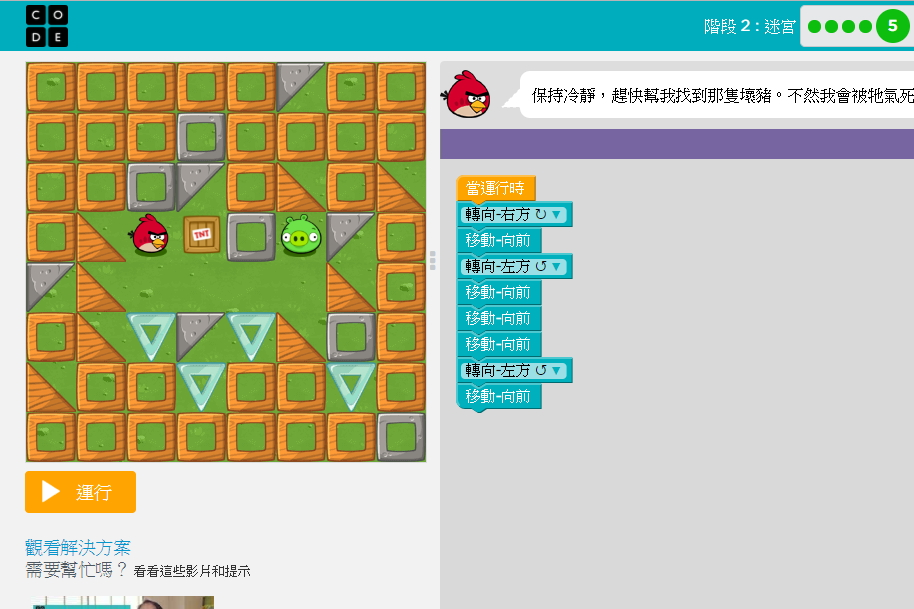 C O
D E
階段 2 : 迷宮
5
保持冷靜，趕快幫我找到那隻壞豬。不然我會被牠氣死
當運行時
轉向-右方 ↻ ▼
移動-向前
轉向-左方 ↺ ▼
移動-向前
移動-向前
移動-向前
轉向-左方 ↺ ▼
移動-向前
TNT
運行
觀看解決方案
需要幫忙嗎？ 看看這些影片和提示